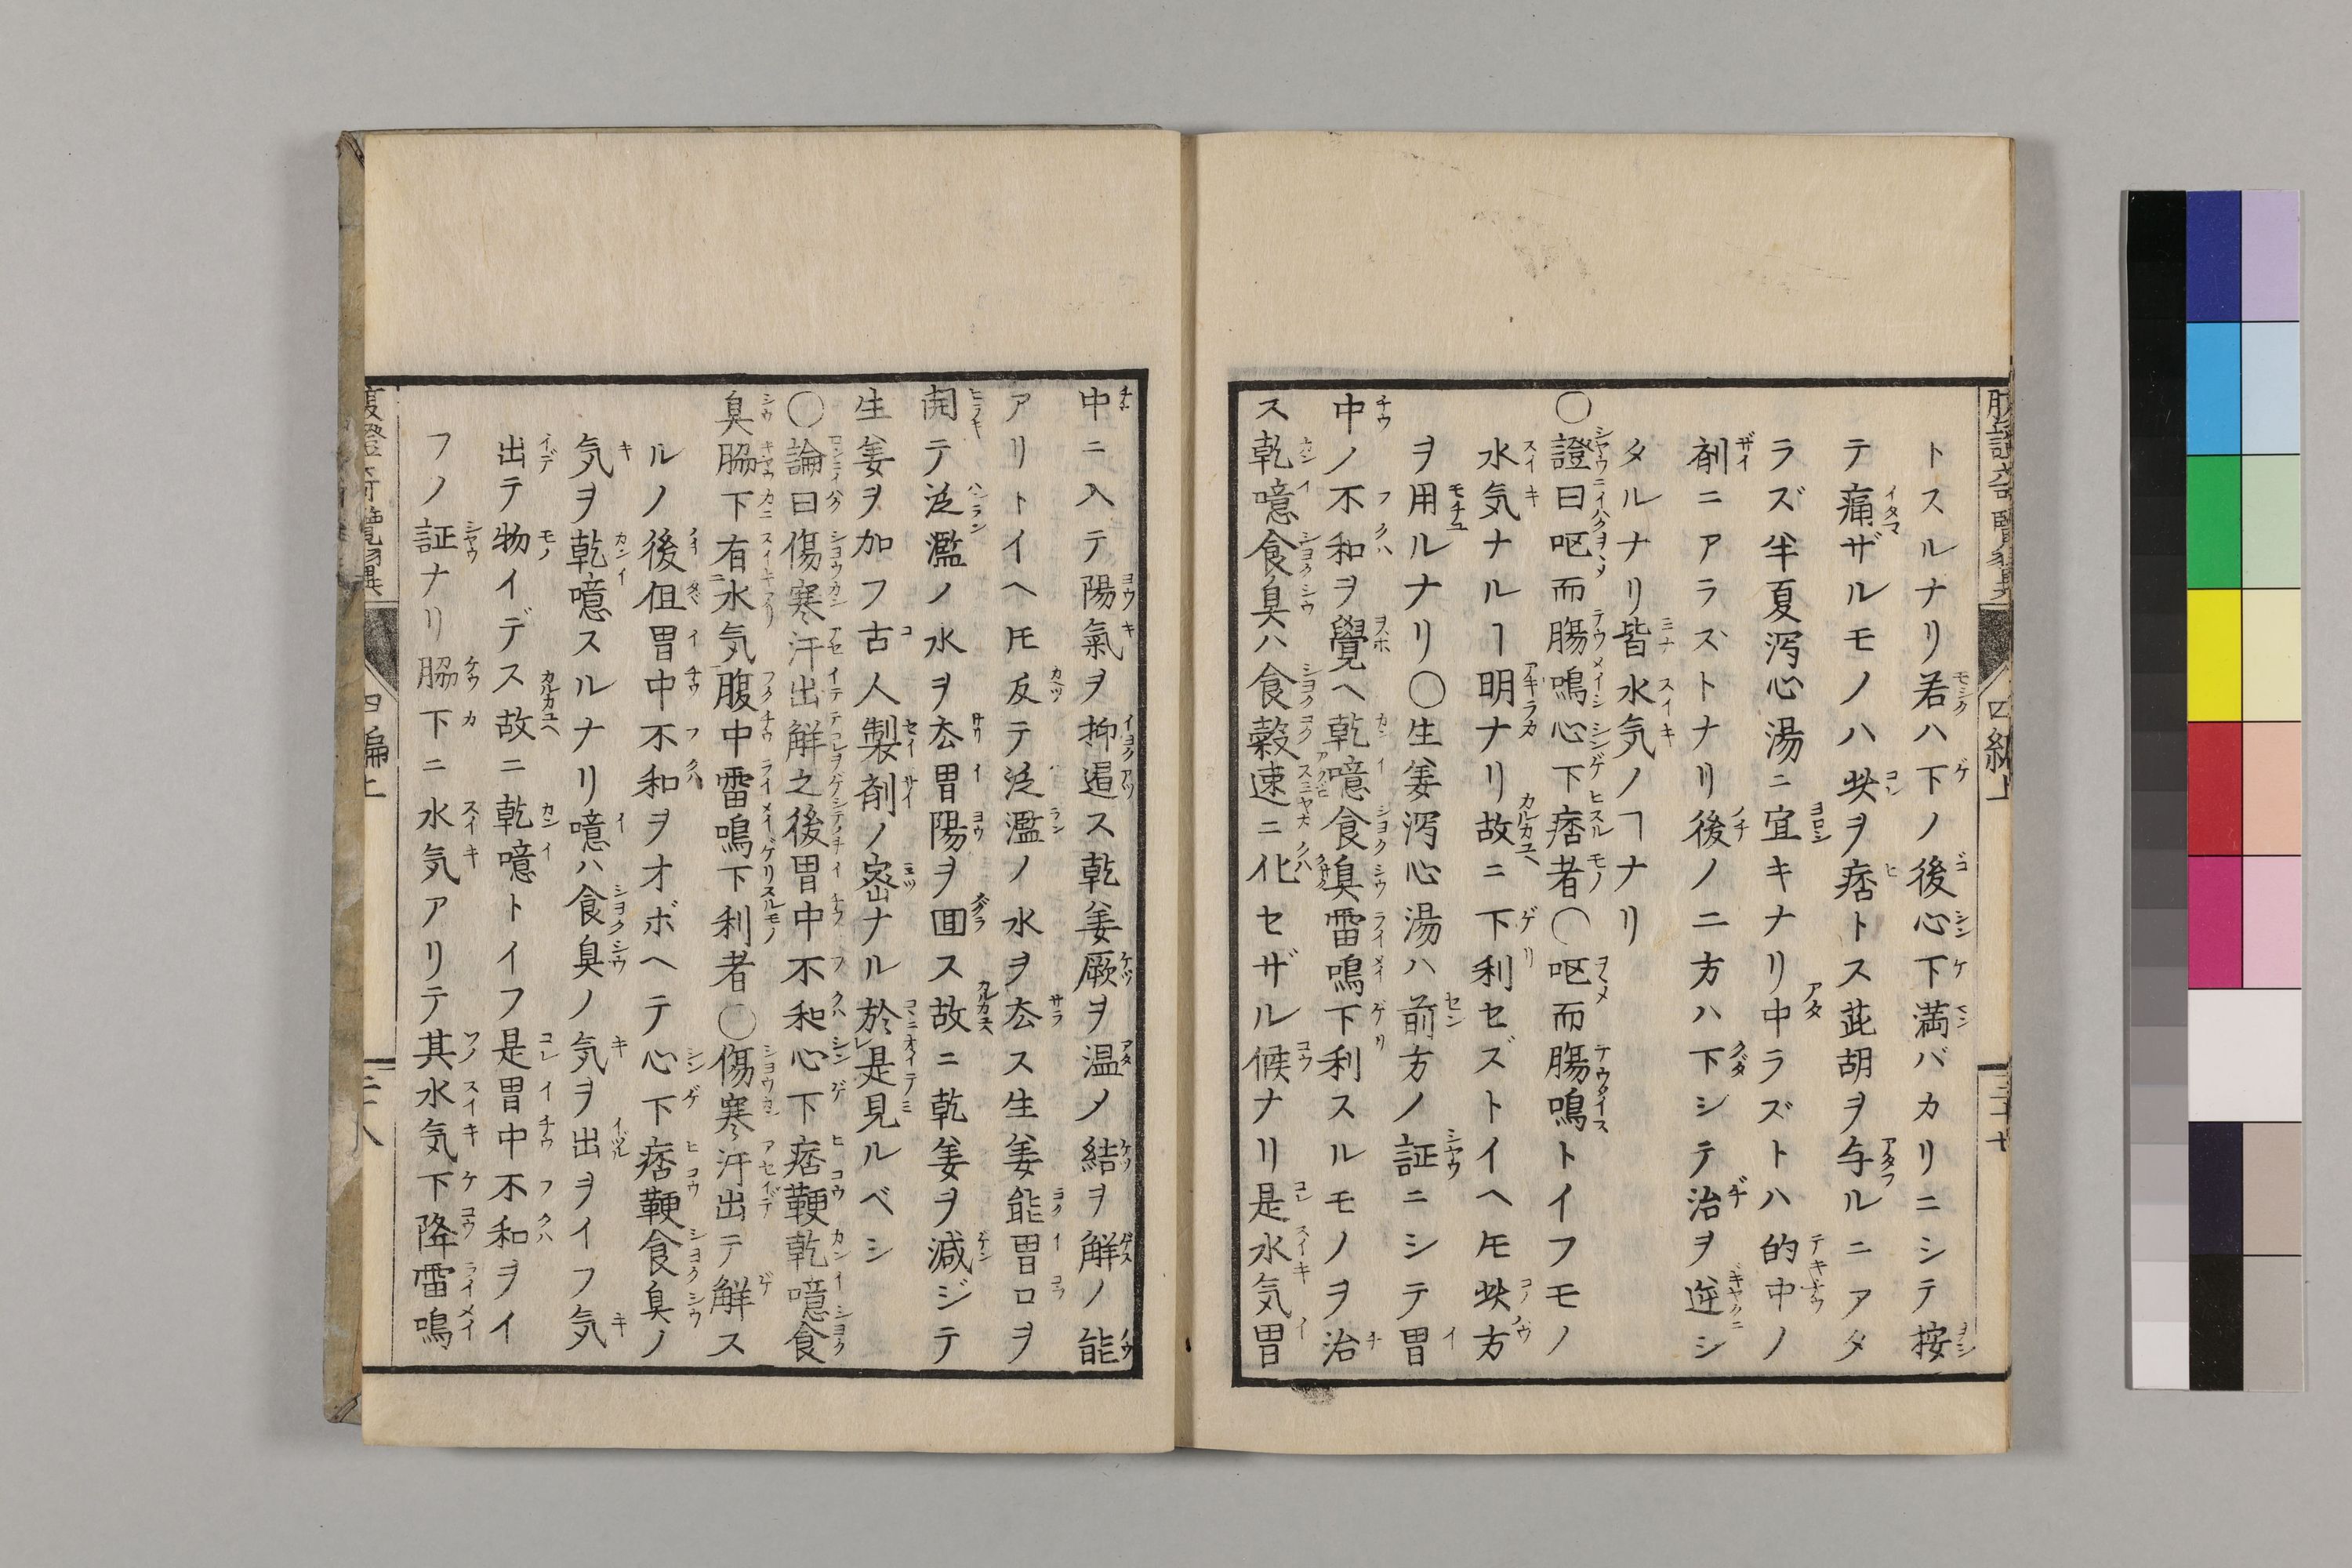 トスルナリ若ハ下ノ後心下満バカリニシテ按
テ痛ザルモノハ此ヲ痞トス茈胡ヲ与ルニアタ
ラズ半夏瀉心湯ニ宜キナリ中ラズトハ的中ノ
剤ニアラズトナリ後ノ二方ハ下シテ治ヲ逆シ
タルナリ皆水気ノヿナリ
〇證曰呕而腸鳴心下痞者〇呕而腸鳴トイフモノ
水気ナルヿ明ナリ故ニ下利セズトイヘ𪜈此方
ヲ用ルナリ〇生姜瀉心湯ハ前方ノ証ニシテ胃
中ノ不和ヲ覺ヘ乾噫食臭雷鳴下利スルモノヲ治
ス乾噫食臭ハ食穀速ニ化セザル候ナリ是水気胃
中ニ入テ陽氣ヲ抑遏ス乾姜厥ヲ温メ結ヲ解ノ能
アリトイヘ𪜈反テ泛濫ノ水ヲ厺ス生姜能胃口ヲ
開テ泛濫ノ水ヲ厺胃陽ヲ囬ス故ニ乾姜ヲ減ジテ
生姜ヲ加フ古人製剤ノ密ナル於是見ルベシ
〇論曰傷寒汗出解之後胃中不和心下痞鞕乾噫食
臭脇下有水気腹中雷鳴下利者〇傷寒汗出テ解ス
ルノ後但胃中不和ヲオボヘテ心下痞鞕食臭ノ
気ヲ乾噫スルナリ噫ハ食臭ノ気ヲ出ヲイフ気
出テ物イデス故ニ乾噫トイフ是胃中不和ヲイ
フノ証ナリ脇下ニ水気アリテ其水気下降雷鳴